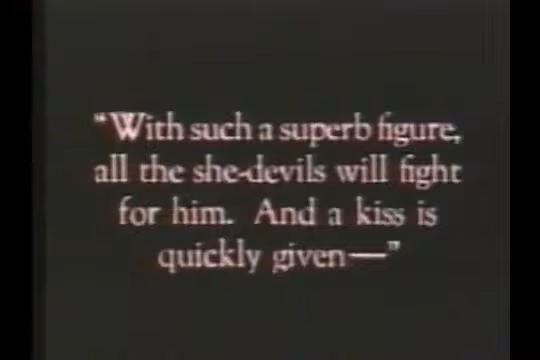 “With such a superb figure,
all the she-devils will fight
for him. And a kiss is
quickly given—”